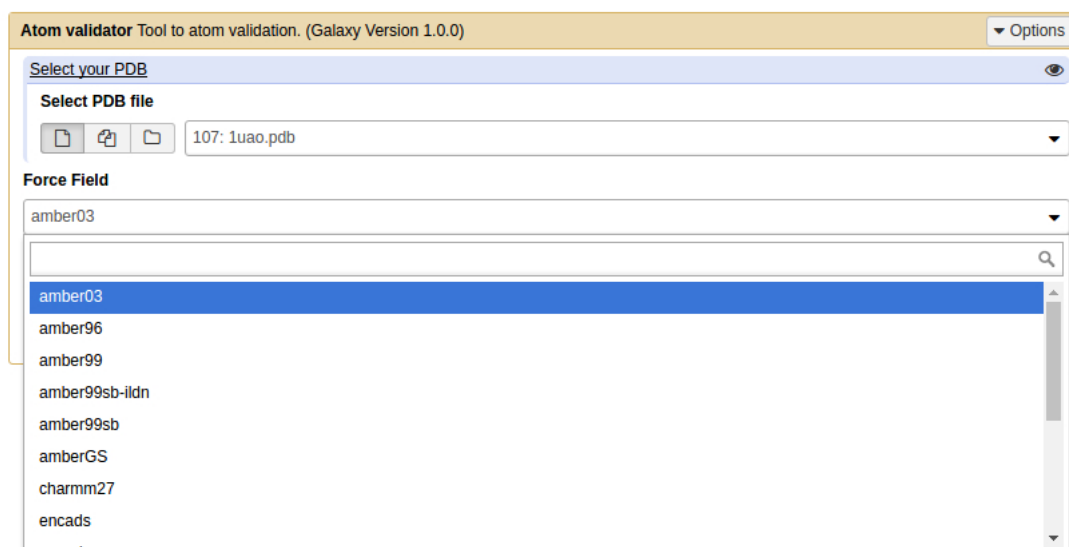 Atom validator Tool to atom validation. (Galaxy Version 1.0.0)
Options
Select your PDB
Select PDB file
107: 1uao.pdb
Force Field
amber03
amber03
amber96
amber99
amber99sb-ildn
amber99sb
amberGS
charmm27
encads